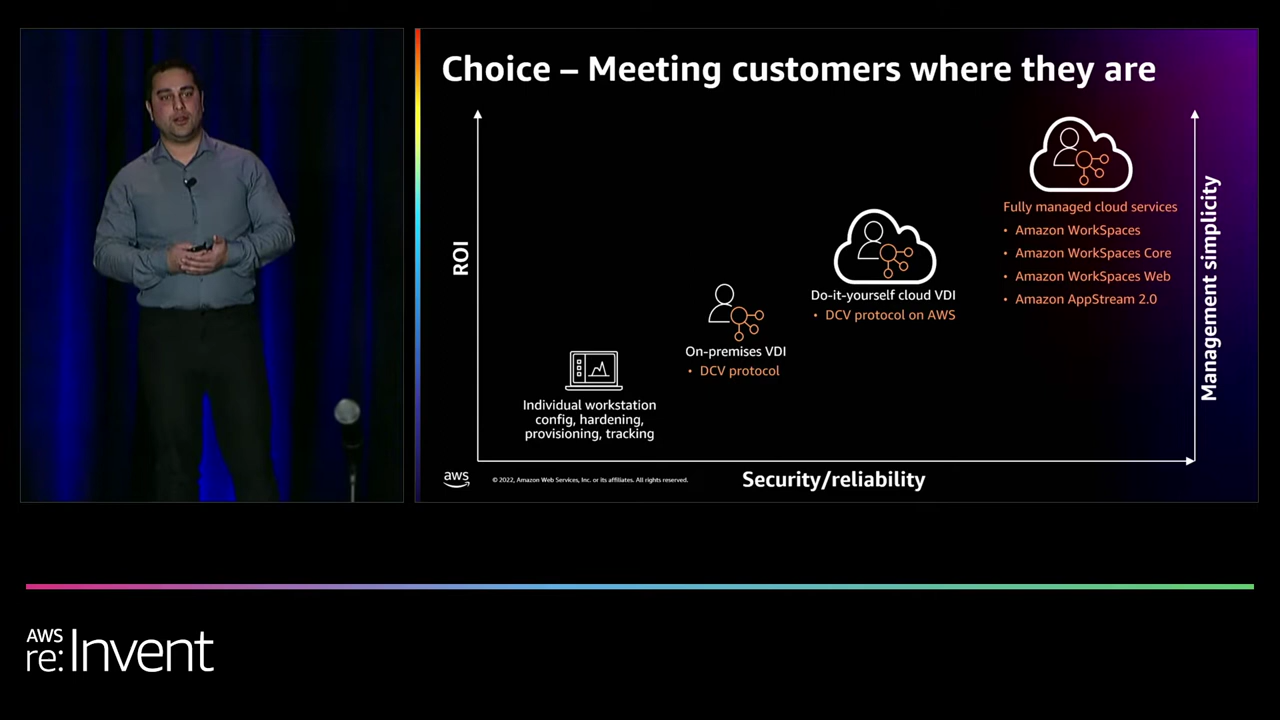 Choice – Meeting customers where they are
ROI
Management simplicity
Fully managed cloud services
• Amazon WorkSpaces
• Amazon WorkSpaces Core
• Amazon WorkSpaces Web
• Amazon AppStream 2.0
Do-it-yourself cloud VDI
• DCV protocol on AWS
On-premises VDI
• DCV protocol
Individual workstation
config, hardening,
provisioning, tracking
Security/reliability
aws
© 2022, Amazon Web Services, Inc. or its affiliates. All rights reserved.
AWS
re:Invent